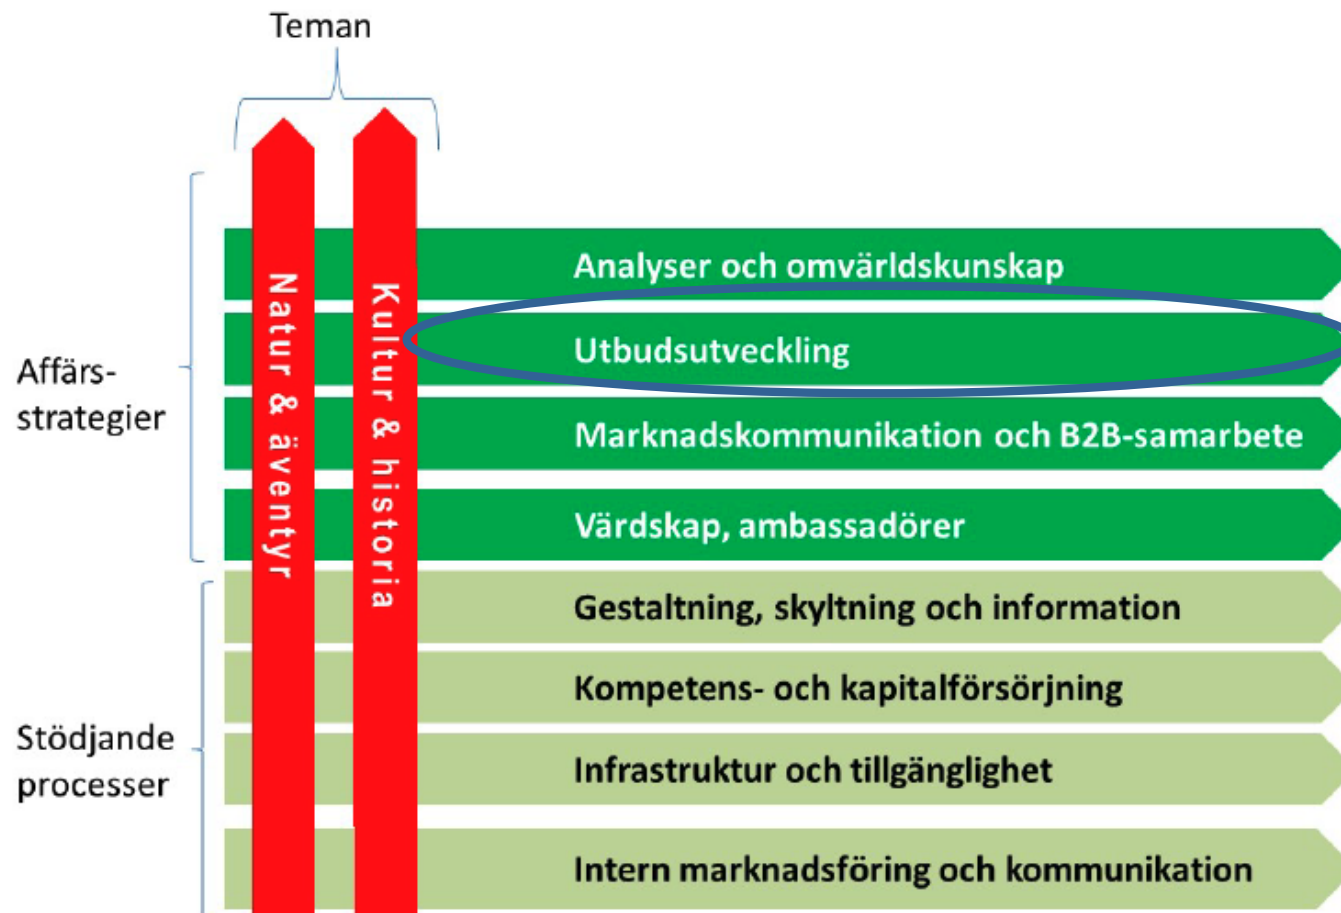 Teman
Natur & äventyr
Kultur & historia
Affärs-
strategier
Analyser och omvärldskunskap
Utbudsutveckling
Marknadskommunikation och B2B-samarbete
Värdskap, ambassadörer
Stödjande
processer
Gestaltning, skyltning och information
Kompetens- och kapitalförsörjning
Infrastruktur och tillgänglighet
Intern marknadsföring och kommunikation